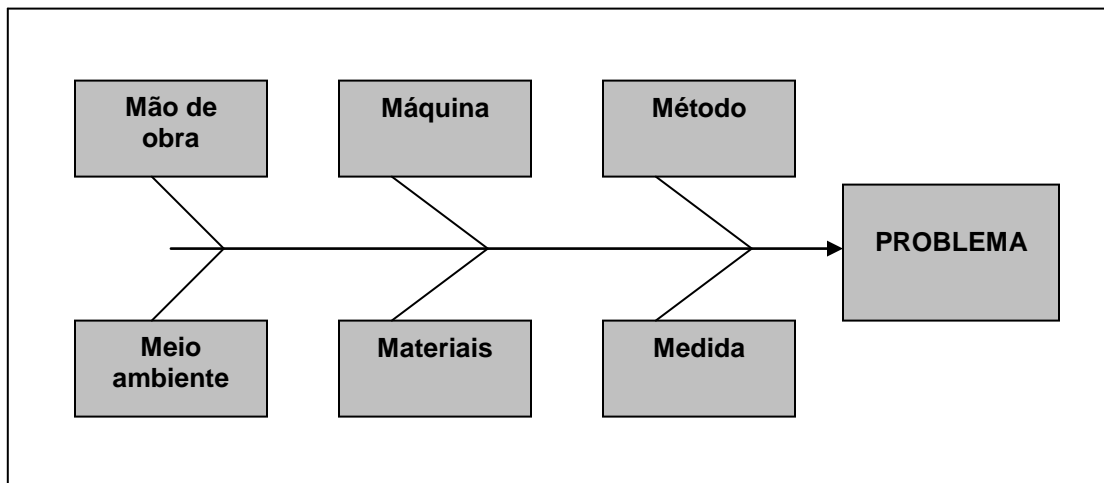 Mão de
obra
Máquina
Método
PROBLEMA
Meio
ambiente
Materiais
Medida